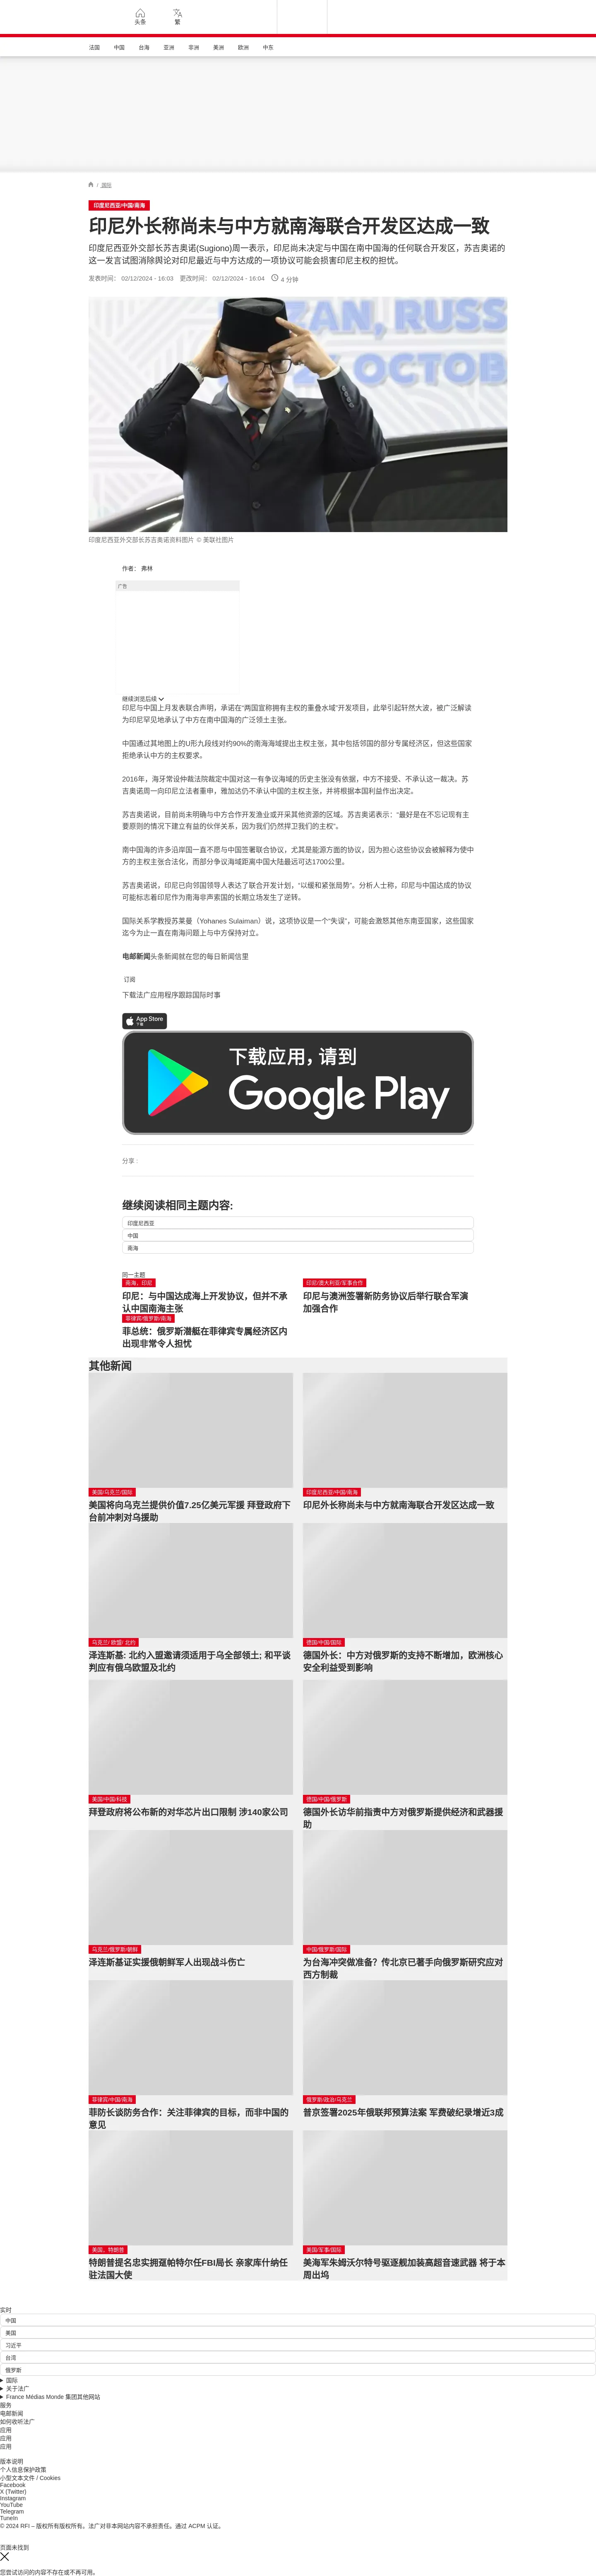 头条
繁
法国
中国
台海
亚洲
非洲
美洲
欧洲
中东
/ 国际
印度尼西亚/中国/南海
印尼外长称尚未与中方就南海联合开发区达成一致
印度尼西亚外交部长苏吉奥诺(Sugiono)周一表示，印尼尚未决定与中国在南中国海的任何联合开发区，苏吉奥诺的
这一发言试图消除舆论对印尼最近与中方达成的一项协议可能会损害印尼主权的担忧。
发表时间： 02/12/2024 - 16:03 更改时间： 02/12/2024 - 16:04 4 分钟
ZAN, RUSS
OCTOBE
印度尼西亚外交部长苏吉奥诺资料图片 © 美联社图片
作者： 弗林
广告
继续浏览后续
印尼与中国上月发表联合声明，承诺在“两国宣称拥有主权的重叠水域”开发项目，此举引起轩然大波，被广泛解读
为印尼罕见地承认了中方在南中国海的广泛领土主张。
中国通过其地图上的U形九段线对约90%的南海海域提出主权主张，其中包括邻国的部分专属经济区，但这些国家
拒绝承认中方的主权要求。
2016年，海牙常设仲裁法院裁定中国对这一有争议海域的历史主张没有依据，中方不接受、不承认这一裁决。苏
吉奥诺周一向印尼立法者重申，雅加达仍不承认中国的主权主张，并将根据本国利益作出决定。
苏吉奥诺说，目前尚未明确与中方合作开发渔业或开采其他资源的区域。苏吉奥诺表示：“最好是在不忘记现有主
要原则的情况下建立有益的伙伴关系，因为我们仍然捍卫我们的主权”。
南中国海的许多沿岸国一直不愿与中国签署联合协议，尤其是能源方面的协议，因为担心这些协议会被解释为使中
方的主权主张合法化，而部分争议海域距离中国大陆最远可达1700公里。
苏吉奥诺说，印尼已向邻国领导人表达了联合开发计划，“以缓和紧张局势”。分析人士称，印尼与中国达成的协议
可能标志着印尼作为南海非声索国的长期立场发生了逆转。
国际关系学教授苏莱曼（Yohanes Sulaiman）说，这项协议是一个“失误”，可能会激怒其他东南亚国家，这些国家
迄今为止一直在南海问题上与中方保持对立。
电邮新闻头条新闻就在您的每日新闻信里
订阅
下载法广应用程序跟踪国际时事
App Store
下载
下载应用，请到
Google Play
分享 :
继续阅读相同主题内容:
印度尼西亚
中国
南海
同一主题
南海、印尼
印尼：与中国达成海上开发协议，但并不承
认中国南海主张
印尼/澳大利亚/军事合作
印尼与澳洲签署新防务协议后举行联合军演
加强合作
菲律宾/俄罗斯/南海
菲总统：俄罗斯潜艇在菲律宾专属经济区内
出现非常令人担忧
其他新闻
美国/乌克兰/国际
美国将向乌克兰提供价值7.25亿美元军援 拜登政府下
台前冲刺对乌援助
印度尼西亚/中国/南海
印尼外长称尚未与中方就南海联合开发区达成一致
乌克兰/ 欧盟/ 北约
泽连斯基: 北约入盟邀请须适用于乌全部领土; 和平谈
判应有俄乌欧盟及北约
德国/中国/国际
德国外长：中方对俄罗斯的支持不断增加，欧洲核心
安全利益受到影响
美国/中国/科技
拜登政府将公布新的对华芯片出口限制 涉140家公司
德国/中国/俄罗斯
德国外长访华前指责中方对俄罗斯提供经济和武器援
助
乌克兰/俄罗斯/朝鲜
泽连斯基证实援俄朝鲜军人出现战斗伤亡
中国/俄罗斯/国际
为台海冲突做准备？传北京已著手向俄罗斯研究应对
西方制裁
菲律宾/中国/南海
菲防长谈防务合作：关注菲律宾的目标，而非中国的
意见
俄罗斯/政治/乌克兰
普京签署2025年俄联邦预算法案 军费破纪录增近3成
美国、特朗普
特朗普提名忠实拥趸帕特尔任FBI局长 亲家库什纳任
驻法国大使
美国/军事/国际
美海军朱姆沃尔特号驱逐舰加装高超音速武器 将于本
周出坞
实时
中国
美国
习近平
台湾
俄罗斯
国际
关于法广
France Médias Monde 集团其他网站
服务
电邮新闻
如何收听法广
应用
应用
应用
版本说明
个人信息保护政策
小型文本文件 / Cookies
Facebook
X (Twitter)
Instagram
YouTube
Telegram
TuneIn
© 2024 RFI – 版权所有版权所有。法广对非本网站内容不承担责任。通过 ACPM 认证。
页面未找到
您尝试访问的内容不存在或不再可用。